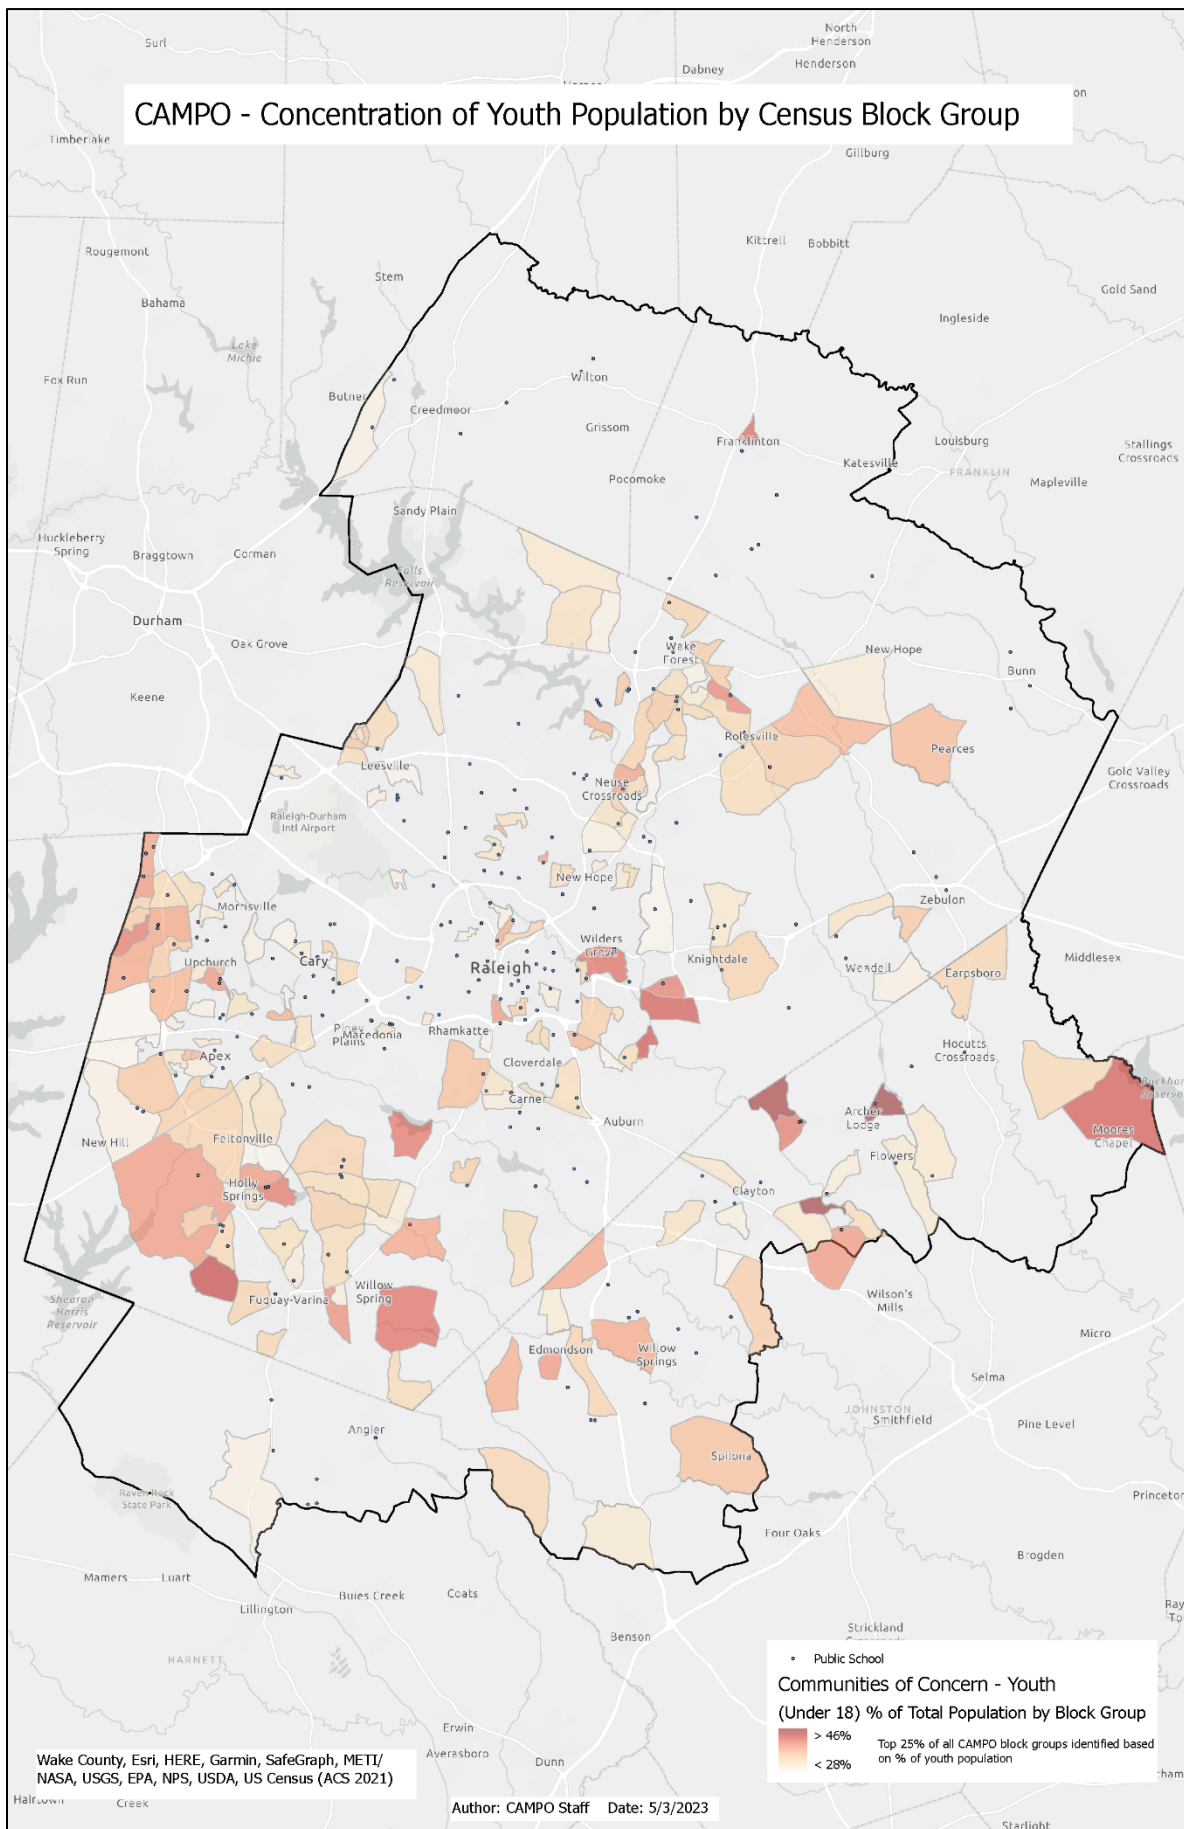 North
Henderson
Surl
Henderson
Dabney
CAMPO - Concentration of Youth Population by Census Block Group
Timberlake
Gillburg
Kittrell
Bobbitt
Rougemont
Stem
Gold Sand
Bahama
Ingleside
Lake
Michie
Fox Run
Wilton
Butner
Creedmoor
Grissom
Franklinton
Louisburg
Stallings
Crossroads
Katesville
FRANKLIN
Pocomoke
Mapleville
Sandy Plain
Huckleberry
Spring
Braggtown
Corman
Falls
Reservoir
Durham
Oak Grove
Wake
Forest
New Hope
Bunn
Keene
Rolesville
Pearces
Leesville
Gold Valley
Crossroads
Neuse
Crossroads
Raleigh-Durham
Intl Airport
New Hope
Zebulon
Morrisville
Wilders
Grove
Upchurch
Cary
Raleigh
Knightdale
Wendell
Earpsboro
Middlesex
Piney
Plains
Macedonia
Rhamkatte
Apex
Cloverdale
Hocutts
Crossroads
Garner
Buckhorn
Reservoir
Archer
Lodge
Auburn
Moores
Chapel
New Hill
Feltonville
Flowers
Holly
Springs
Clayton
Shearon
Harris
Reservoir
Willow
Spring
Fuquay-Varina
Wilson's
Mills
Micro
Edmondson
Willow
Springs
Selma
JOHNSTON
Smithfield
Pine Level
Angier
Spilona
Raven Rock
State Park
Princeton
Four Oaks
Brogden
Mamers
Luart
Buies Creek
Coats
Lillington
Benson
Strickland
HARNETT
Public School
Communities of Concern - Youth
(Under 18) % of Total Population by Block Group
> 46%
< 28%
Top 25% of all CAMPO block groups identified based
on % of youth population
Erwin
Averasboro
Dunn
Wake County, Esri, HERE, Garmin, SafeGraph, METI/
NASA, USGS, EPA, NPS, USDA, US Census (ACS 2021)
Creek
Author: CAMPO Staff Date: 5/3/2023
Starlight